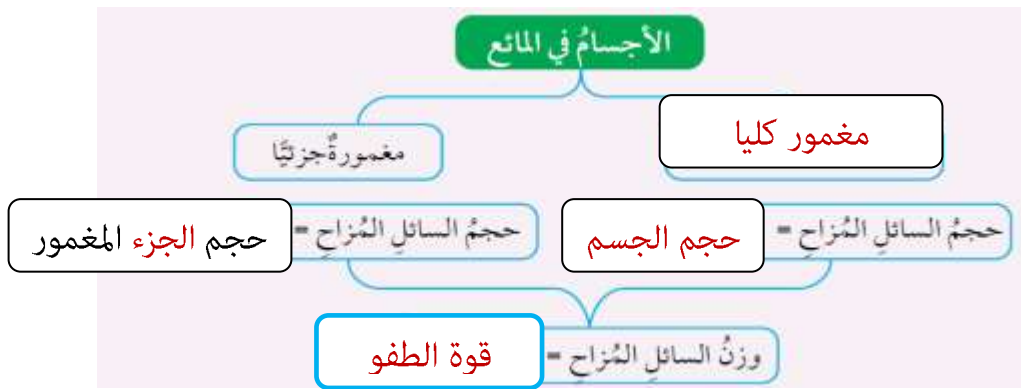 الأجسامُ في المائع
مغمور كليا
مغمورةٌ جزئيًّا
حجمُ السائلِ المُزاحِ = حجم الجسم
حجمُ السائلِ المُزاحِ = حجم الجزء المغمور
وزنُ السائلِ المُزاحِ = قوة الطفو